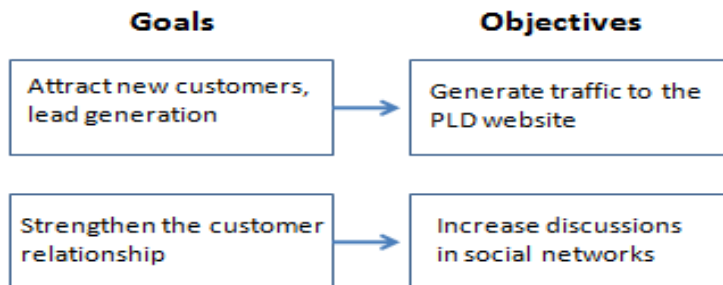 Goals
Objectives
Attract new customers,
lead generation
Generate traffic to the
PLD website
Strengthen the customer
relationship
Increase discussions
in social networks